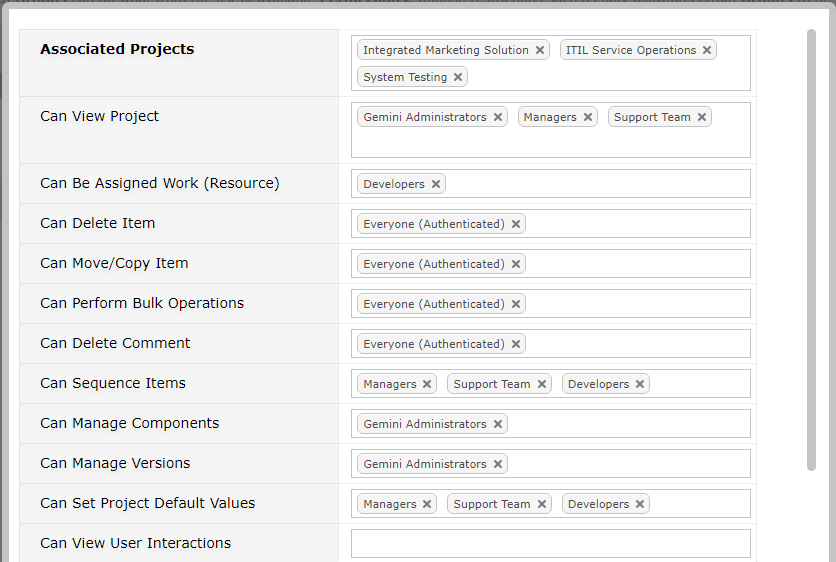 Associated Projects
Integrated Marketing Solution ITIL Service Operations
System Testing
Can View Project
Gemini Administrators Managers Support Team
Can Be Assigned Work (Resource) Developers
Can Delete Item Everyone (Authenticated)
Can Move/Copy Item Everyone (Authenticated)
Can Perform Bulk Operations Everyone (Authenticated)
Can Delete Comment Everyone (Authenticated)
Can Sequence Items Managers Support Team Developers
Can Manage Components Gemini Administrators
Can Manage Versions Gemini Administrators
Can Set Project Default Values Managers Support Team Developers
Can View User Interactions